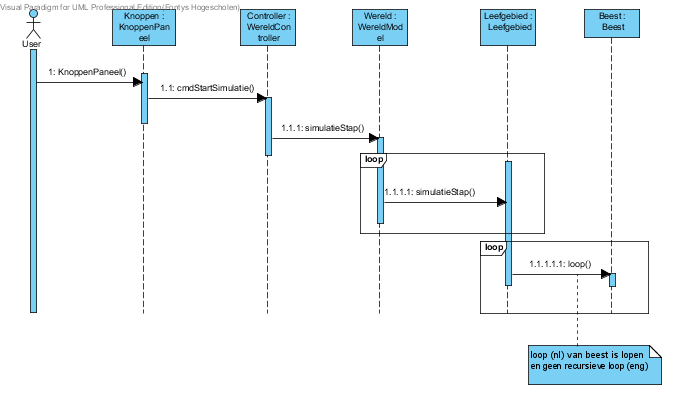 Visual Paradigm for UML Professional Edition(Fontys Hogescholen)
User
Knoppen :
KnoppenPan
eel
Controller :
WereldCon
troller
Wereld :
WereldMod
el
Leefgebied :
Leefgebied
Beest :
Beest
1: KnoppenPaneel()
1.1: cmdStartSimulatie()
1.1.1: simulatieStap()
loop
1.1.1.1: simulatieStap()
loop
1.1.1.1.1: loop()
loop (nl) van beest is lopen
en geen recursieve loop (eng)